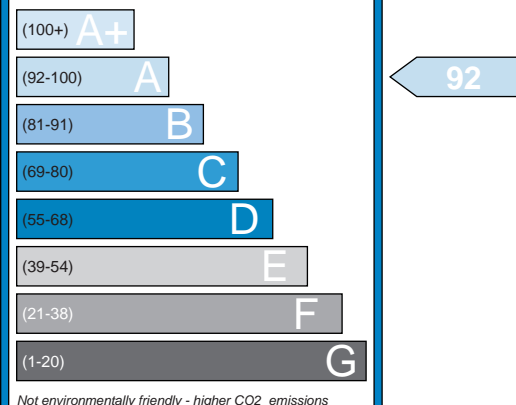 (100+) A+
(92-100) A 92
(81-91) B
(69-80) C
(55-68) D
(39-54) E
(21-38) F
(1-20) G
Not environmentally friendly - higher CO2 emissions